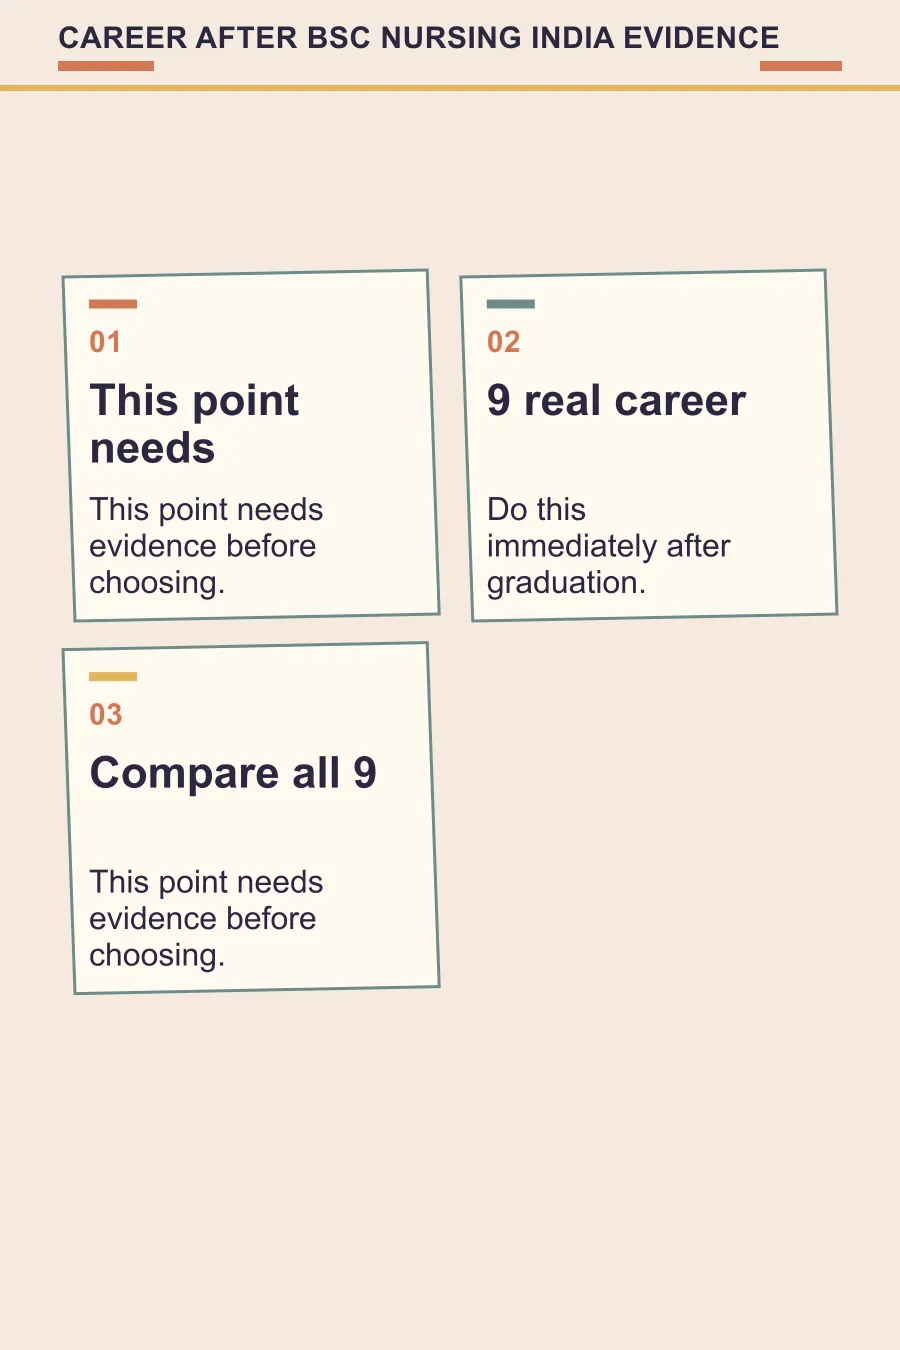 CAREER AFTER BSC NURSING INDIA EVIDENCE
01
This point
needs
This point needs
evidence before
choosing.
02
9 real career
Do this
immediately after
graduation.
03
Compare all 9
This point needs
evidence before
choosing.